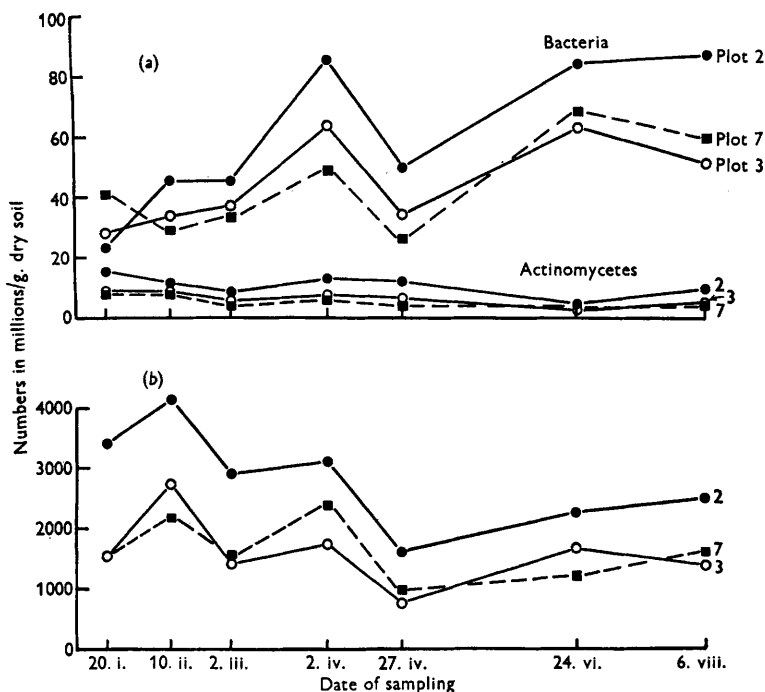 100
(a)
Bacteria
Plot 2
80
60
Plot 7
Plot 3
40
20
Actinomycetes
2
3
7
0
Numbers in millions/g. dry soil
(b)
4000
3000
2
2000
7
3
1000
0
20. i. 10. ii. 2. iii. 2. iv. 27. iv. 24. vi. 6. viii.
Date of sampling